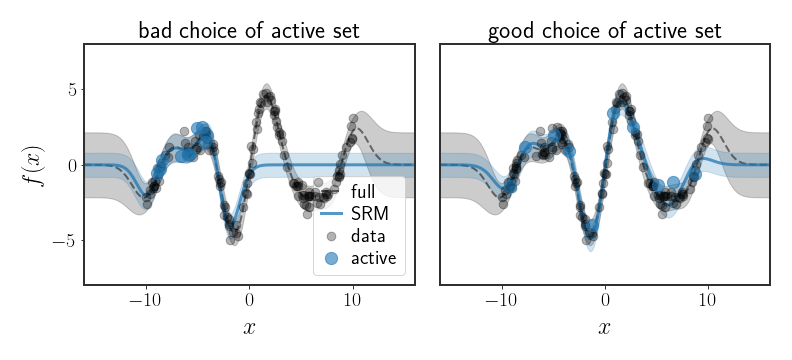 bad choice of active set
good choice of active set
f(x)
5
0
−5
full
SRM
data
active
−10
0
10
−10
0
10
x
x